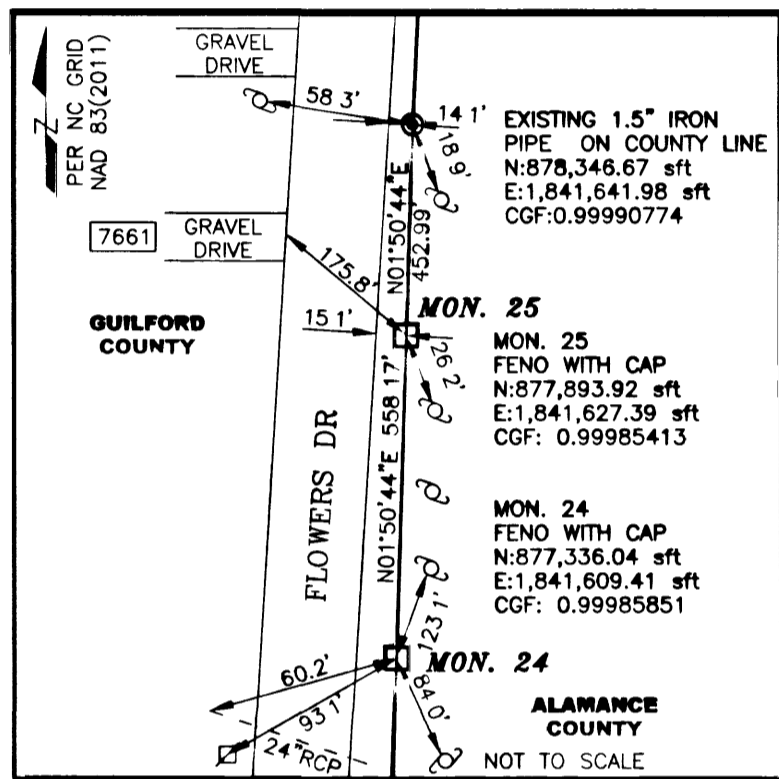 GRAVEL
DRIVE
PER NC GRID
NAD 83(2011)
Z
58 3'
14 1'
18 9'
EXISTING 1.5" IRON
PIPE ON COUNTY LINE
N:878,346.67 sft
E:1,841,641.98 sft
CGF:0.99990774
7661
GRAVEL
DRIVE
N01°50'44"E
452.99'
175.8'
GUILFORD
COUNTY
15 1'
MON. 25
MON. 25
FENO WITH CAP
N:877,893.92 sft
E:1,841,627.39 sft
CGF: 0.99985413
26 2'
N01°50'44"E 558 17'
FLOWERS DR
MON. 24
FENO WITH CAP
N:877,336.04 sft
E:1,841,609.41 sft
CGF: 0.99985851
123 1'
MON. 24
60.2'
93 1'
84 0'
24"RCP
ALAMANCE
COUNTY
NOT TO SCALE